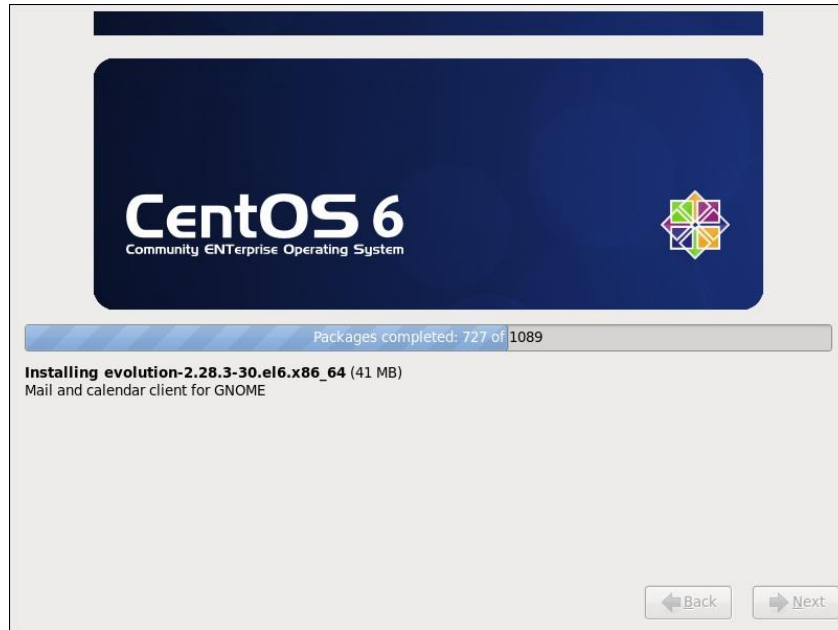 CentOS 6
Community ENTerprise Operating System
Packages completed: 727 of 1089
Installing evolution-2.28.3-30.el6.x86_64 (41 MB)
Mail and calendar client for GNOME
Back
Next